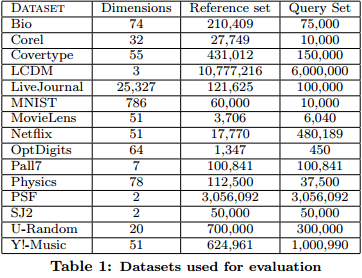 DATASET Dimensions Reference set Query Set
Bio 74 210,409 75,000
Corel 32 27,749 10,000
Covertype 55 431,012 150,000
LCDM 3 10,777,216 6,000,000
LiveJournal 25,327 121,625 100,000
MNIST 786 60,000 10,000
MovieLens 51 3,706 6,040
Netflix 51 17,770 480,189
OptDigits 64 1,347 450
Pall7 7 100,841 100,841
Physics 78 112,500 37,500
PSF 2 3,056,092 3,056,092
SJ2 2 50,000 50,000
U-Random 20 700,000 300,000
Y!-Music 51 624,961 1,000,990
Table 1: Datasets used for evaluation